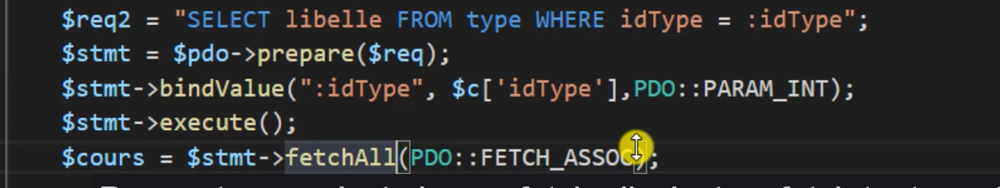 $req2 = "SELECT libelle FROM type WHERE idType = :idType";
$stmt = $pdo->prepare($req);
$stmt->bindValue(":idType", $c['idType'],PDO::PARAM_INT);
$stmt->execute();
$cours = $stmt->fetchAll(PDO::FETCH_ASSOC);